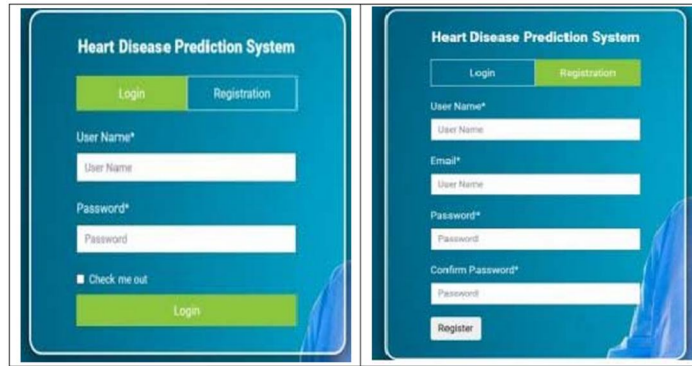 Heart Disease Prediction System
Login Registration
User Name*
User Name
Password*
Password
Check me out
Login
Heart Disease Prediction System
Login Registration
User Name*
User Name
Email*
User Name
Password*
Password
Confirm Password*
Password
Register